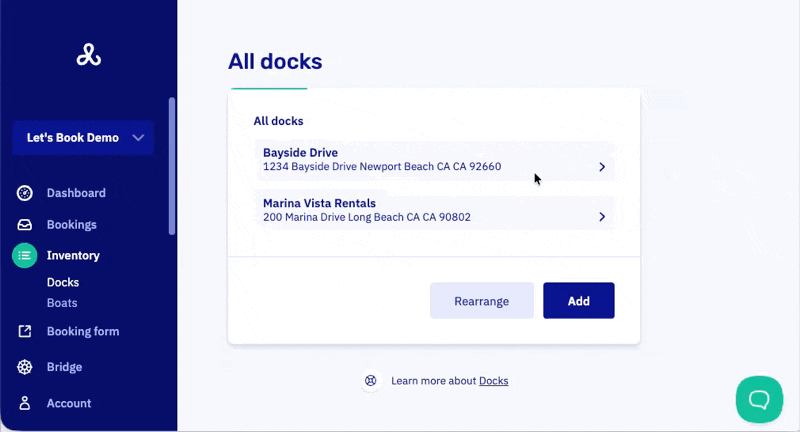 Let's Book Demo
Dashboard
Bookings
Inventory
Docks
Boats
Booking form
Bridge
Account
All docks
All docks
Bayside Drive
1234 Bayside Drive Newport Beach CA CA 92660
Marina Vista Rentals
200 Marina Drive Long Beach CA CA 90802
Rearrange
Add
Learn more about Docks